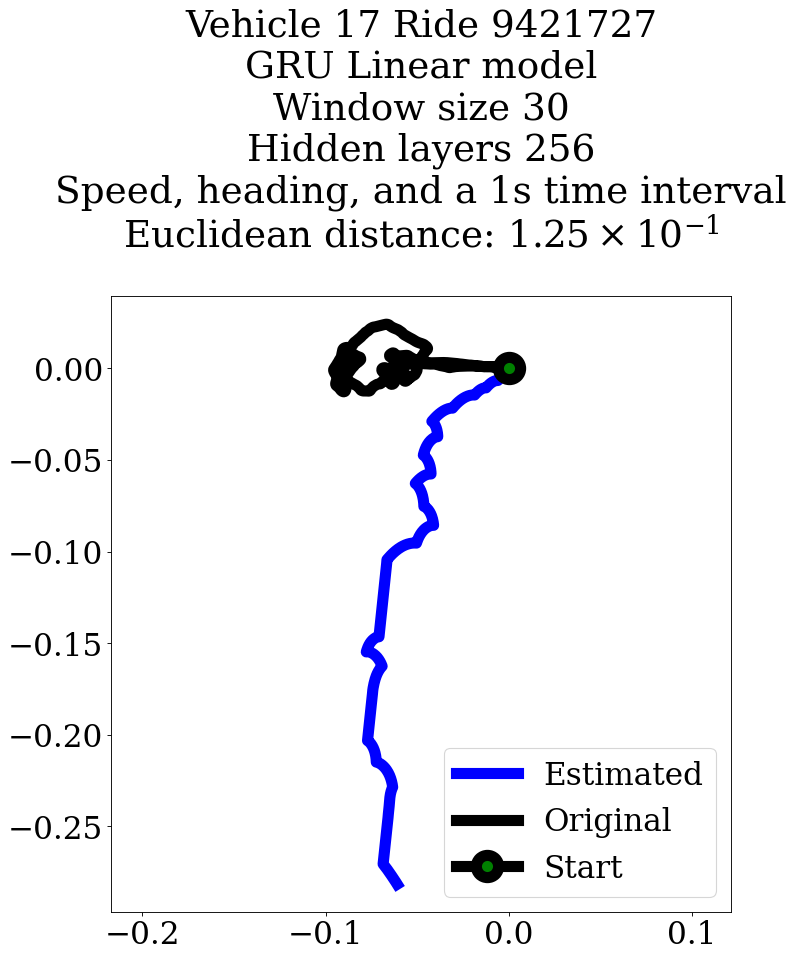 Vehicle 17 Ride 9421727
GRU Linear model
Window size 30
Hidden layers 256
Speed, heading, and a 1s time interval
Euclidean distance: 1.25 × 10⁻¹
0.00
−0.05
−0.10
−0.15
−0.20
−0.25
Estimated
Original
Start
−0.2 −0.1 0.0 0.1